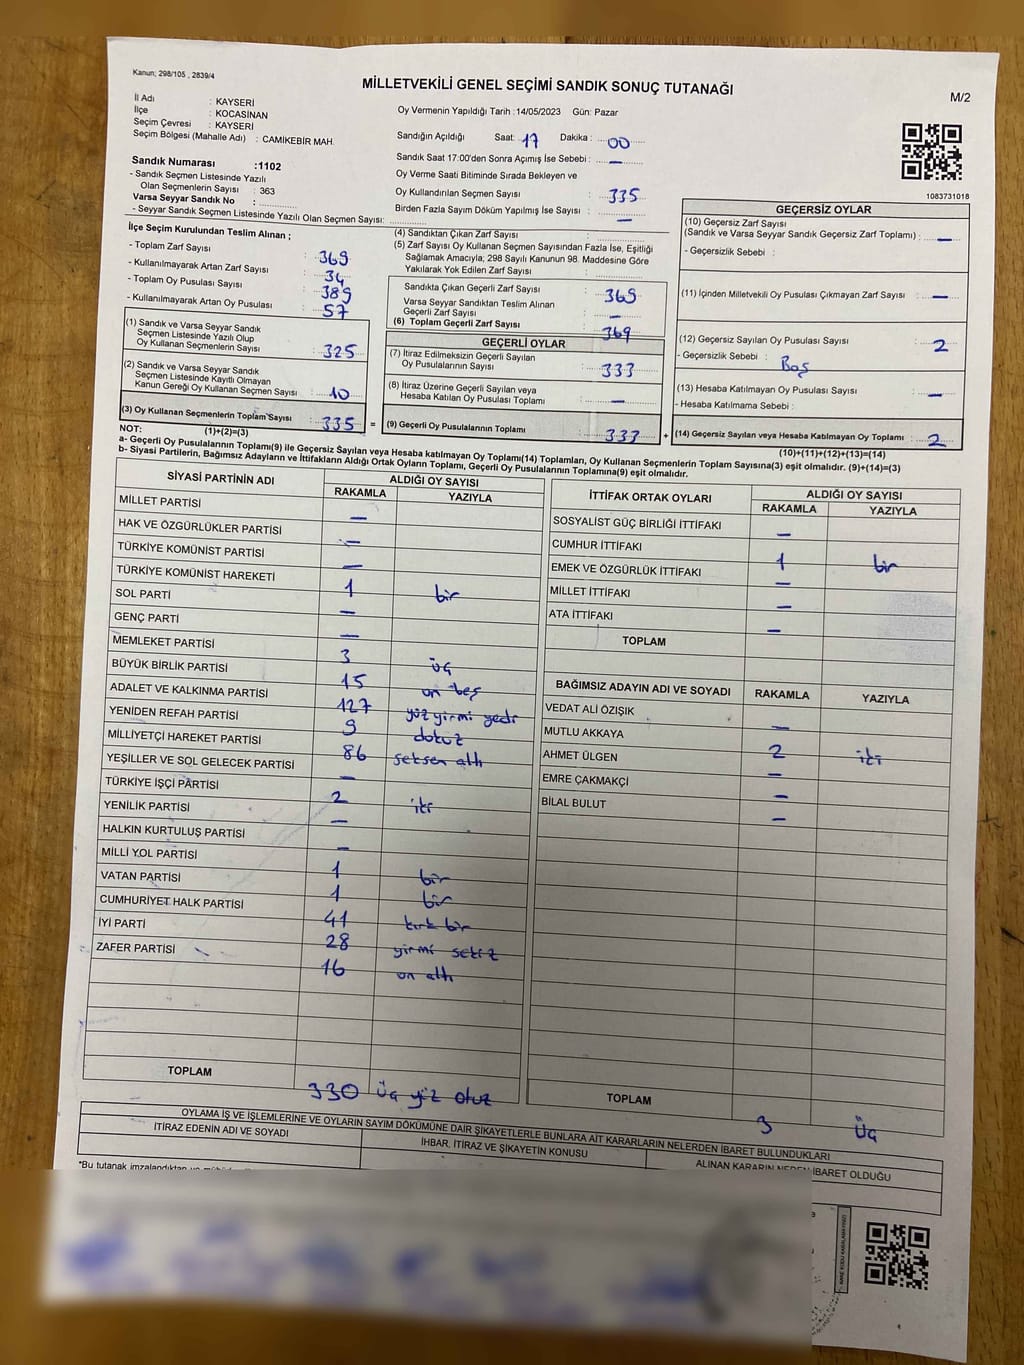 Kanun; 298/105 , 2839/4
MİLLETVEKİLİ GENEL SEÇİMİ SANDIK SONUÇ TUTANAĞI
M/2
İl Adı : KAYSERİ
İlçe : KOCASİNAN
Seçim Çevresi : KAYSERİ
Seçim Bölgesi (Mahalle Adı) : CAMİKEBİR MAH.
Sandık Numarası :1102
- Sandık Seçmen Listesinde Yazılı
Olan Seçmenlerin Sayısı : 363
Varsa Seyyar Sandık No :
- Seyyar Sandık Seçmen Listesinde Yazılı Olan Seçmen Sayısı:
Oy Vermenin Yapıldığı Tarih :14/05/2023 Gün: Pazar
Sandığın Açıldığı Saat: 17 Dakika : 00
Sandık Saat 17:00'den Sonra Açımış İse Sebebi : —
Oy Verme Saati Bitiminde Sırada Bekleyen ve
Oy Kullandırılan Seçmen Sayısı : 335
Birden Fazla Sayım Döküm Yapılmış İse Sayısı : —
1083731018
İlçe Seçim Kurulundan Teslim Alınan ;
- Toplam Zarf Sayısı : 369
- Kullanılmayarak Artan Zarf Sayısı : 34
- Toplam Oy Pusulası Sayısı : 389
- Kullanılmayarak Artan Oy Pusulası : 57
(1) Sandık ve Varsa Seyyar Sandık
Seçmen Listesinde Yazılı Olup
Oy Kullanan Seçmenlerin Sayısı : 325
(2) Sandık ve Varsa Seyyar Sandık
Seçmen Listesinde Kayıtlı Olmayan
Kanun Gereği Oy Kullanan Seçmen Sayısı : 10
(3) Oy Kullanan Seçmenlerin Toplam Sayısı : 335 =
(1)+(2)=(3)
(4) Sandıktan Çıkan Zarf Sayısı :
(5) Zarf Sayısı Oy Kullanan Seçmen Sayısından Fazla İse, Eşitliği
Sağlamak Amacıyla; 298 Sayılı Kanunun 98. Maddesine Göre
Yakılarak Yok Edilen Zarf Sayısı :
Sandıkta Çıkan Geçerli Zarf Sayısı : 369
Varsa Seyyar Sandıktan Teslim Alınan
Geçerli Zarf Sayısı : —
(6) Toplam Geçerli Zarf Sayısı : 369
GEÇERLİ OYLAR
(7) İtiraz Edilmeksizin Geçerli Sayılan
Oy Pusulalarının Sayısı : 333
(8) İtiraz Üzerine Geçerli Sayılan veya
Hesaba Katılan Oy Pusulası Toplamı : —
(9) Geçerli Oy Pusulalarının Toplamı : 333 +
GEÇERSİZ OYLAR
(10) Geçersiz Zarf Sayısı
(Sandık ve Varsa Seyyar Sandık Geçersiz Zarf Toplamı) : —
- Geçersizlik Sebebi :
(11) İçinden Milletvekili Oy Pusulası Çıkmayan Zarf Sayısı : —
(12) Geçersiz Sayılan Oy Pusulası Sayısı : 2
- Geçersizlik Sebebi : Boş
(13) Hesaba Katılmayan Oy Pusulası Sayısı : —
- Hesaba Katılmama Sebebi :
(14) Geçersiz Sayılan veya Hesaba Katılmayan Oy Toplamı : 2
(10)+(11)+(12)+(13)=(14)
NOT:
a- Geçerli Oy Pusulalarının Toplamı(9) ile Geçersiz Sayılan veya Hesaba katılmayan Oy Pusulası Toplamı(14) Toplamları, Oy Kullanan Seçmenlerin Toplam Sayısına(3) eşit olmalıdır. (9)+(14)=(3)
b- Siyasi Partilerin, Bağımsız Adayların ve İttifakların Aldığı Ortak Oyların Toplamı, Geçerli Oy Pusulalarının Toplamına(9) eşit olmalıdır.
SİYASİ PARTİNİN ADI ALDIĞI OY SAYISI
RAKAMLA YAZIYLA
MİLLET PARTİSİ —
HAK VE ÖZGÜRLÜKLER PARTİSİ —
TÜRKİYE KOMÜNİST PARTİSİ —
TÜRKİYE KOMÜNİST HAREKETİ 1 bir
SOL PARTİ —
GENÇ PARTİ —
MEMLEKET PARTİSİ 3 üç
BÜYÜK BİRLİK PARTİSİ 15 on beş
ADALET VE KALKINMA PARTİSİ 127 yüz yirmi yedi
YENİDEN REFAH PARTİSİ 9 dokuz
MİLLİYETÇİ HAREKET PARTİSİ 86 seksen altı
YEŞİLLER VE SOL GELECEK PARTİSİ —
TÜRKİYE İŞÇİ PARTİSİ 2 iki
YENİLİK PARTİSİ —
HALKIN KURTULUŞ PARTİSİ —
MİLLİ YOL PARTİSİ 1 bir
VATAN PARTİSİ 1 bir
CUMHURİYET HALK PARTİSİ 41 kırk bir
İYİ PARTİ 28 yirmi sekiz
ZAFER PARTİSİ 16 on altı
TOPLAM 330 üç yüz otuz
İTTİFAK ORTAK OYLARI ALDIĞI OY SAYISI
RAKAMLA YAZIYLA
SOSYALİST GÜÇ BİRLİĞİ İTTİFAKI —
CUMHUR İTTİFAKI 1 bir
EMEK VE ÖZGÜRLÜK İTTİFAKI —
MİLLET İTTİFAKI —
ATA İTTİFAKI —
TOPLAM
BAĞIMSIZ ADAYIN ADI VE SOYADI RAKAMLA YAZIYLA
VEDAT ALİ ÖZIŞIK —
MUTLU AKKAYA 2 iki
AHMET ÜLGEN —
EMRE ÇAKMAKÇI —
BİLAL BULUT —
TOPLAM 3 üç
OYLAMA İŞ VE İŞLEMLERİNE VE OYLARIN SAYIM DÖKÜMÜNE DAİR ŞİKAYETLERLE BUNLARA AİT KARARLARIN NELERDEN İBARET BULUNDUKLARI
İTİRAZ EDENİN ADI VE SOYADI İHBAR, İTİRAZ VE ŞİKAYETİN KONUSU ALINAN KARARIN NEDEN İBARET OLDUĞU
"Bu tutanak imzalandıktan